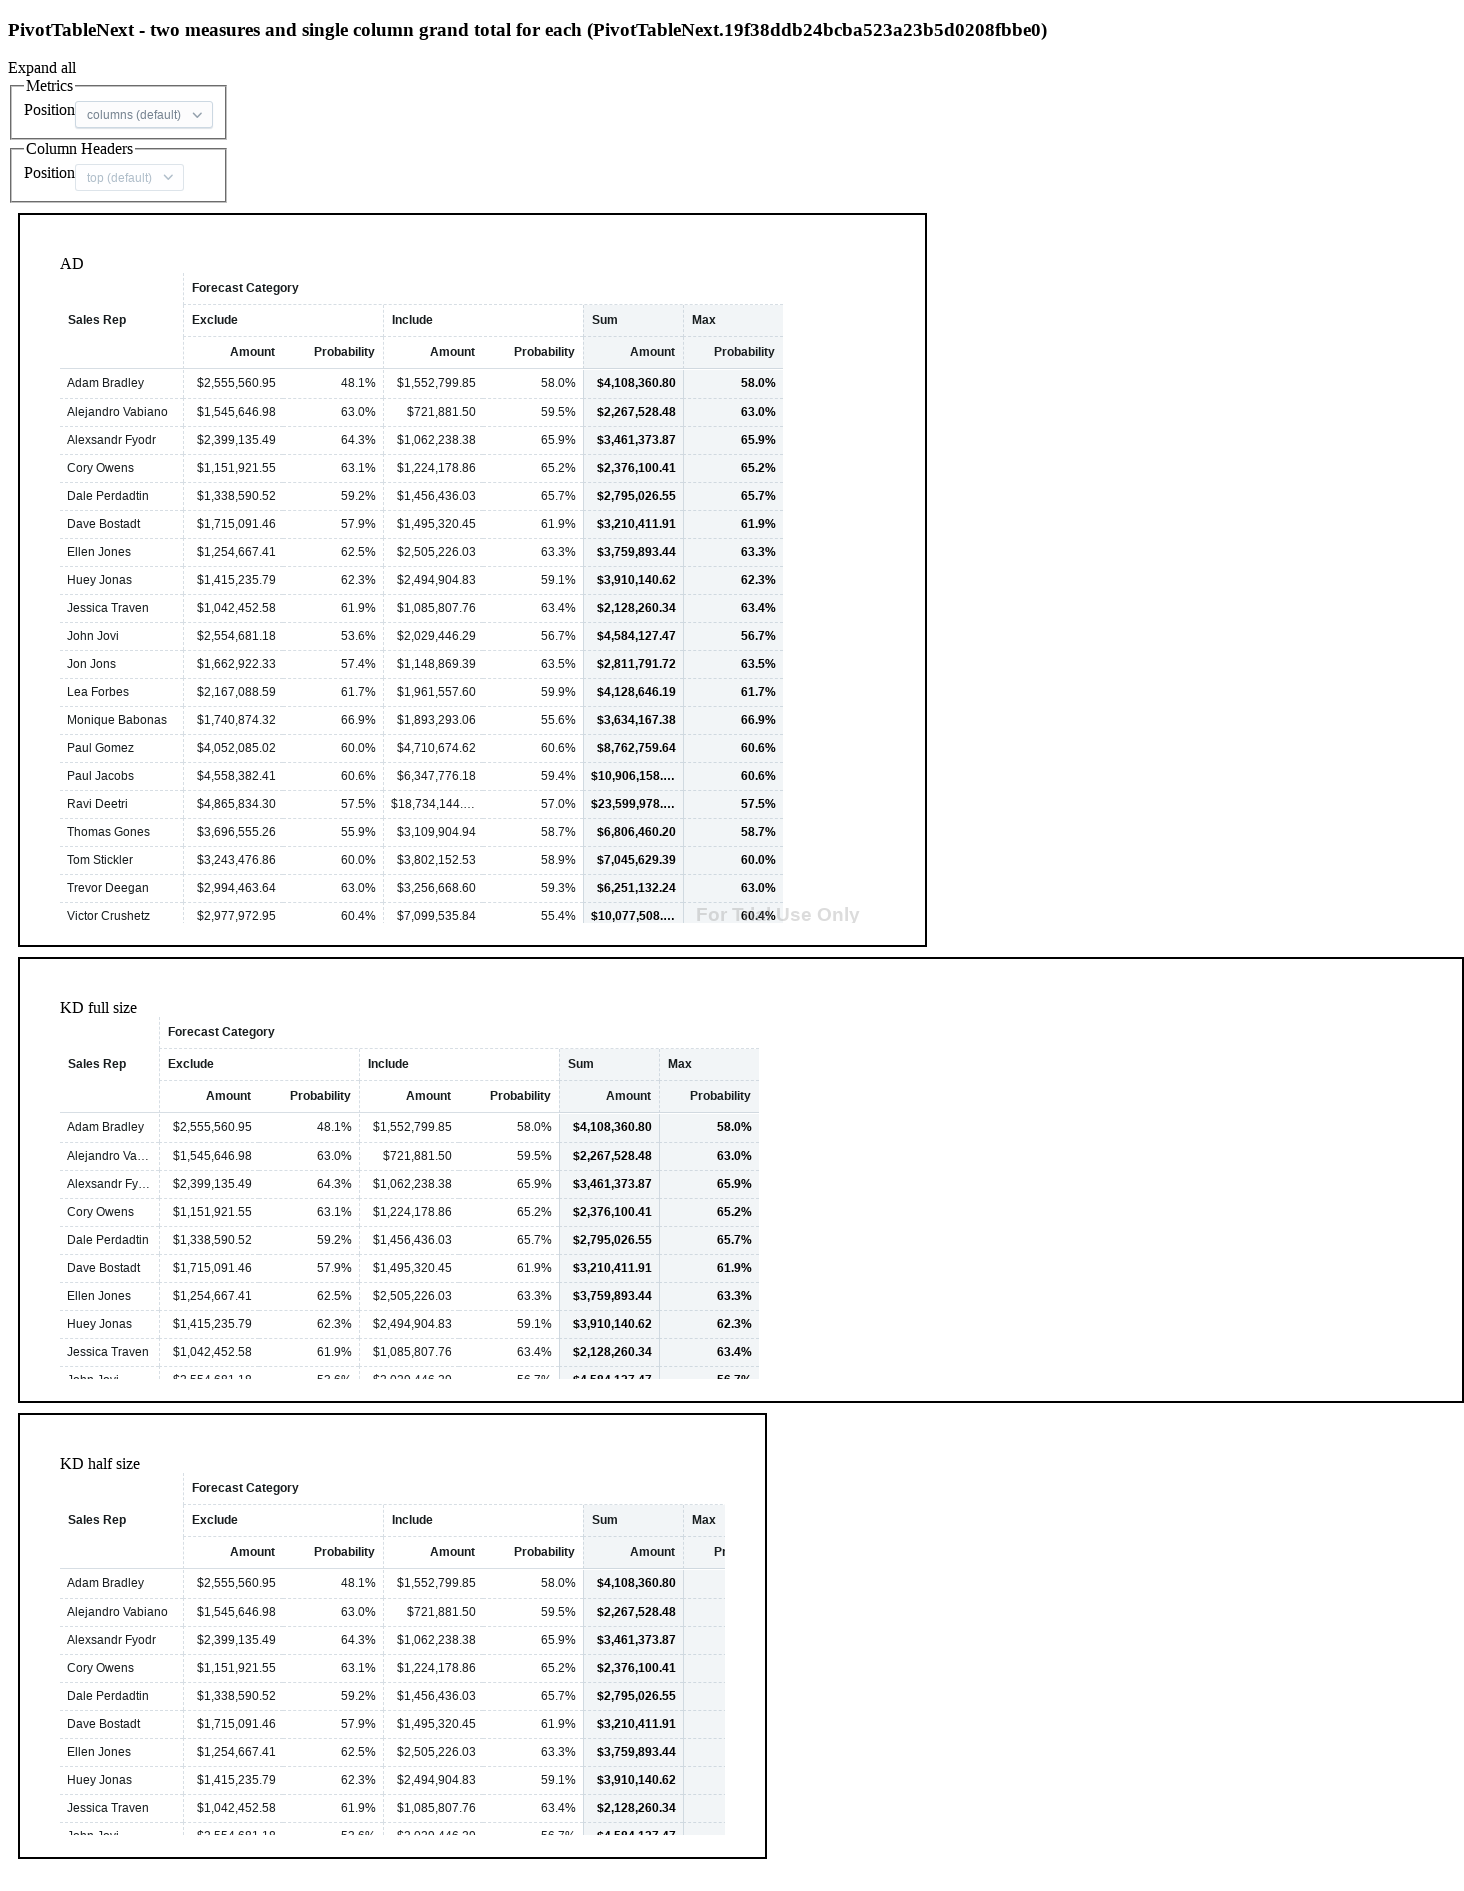 PivotTableNext - two measures and single column grand total for each (PivotTableNext.19f38ddb24bcba523a23b5d0208fbbe0)
Expand all
Metrics
Position columns (default)
Column Headers
Position top (default)
AD
Forecast Category
Sales Rep Exclude Include Sum Max
Amount Probability Amount Probability Amount Probability
Adam Bradley $2,555,560.95 48.1% $1,552,799.85 58.0% $4,108,360.80 58.0%
Alejandro Vabiano $1,545,646.98 63.0% $721,881.50 59.5% $2,267,528.48 63.0%
Alexsandr Fyodr $2,399,135.49 64.3% $1,062,238.38 65.9% $3,461,373.87 65.9%
Cory Owens $1,151,921.55 63.1% $1,224,178.86 65.2% $2,376,100.41 65.2%
Dale Perdadtin $1,338,590.52 59.2% $1,456,436.03 65.7% $2,795,026.55 65.7%
Dave Bostadt $1,715,091.46 57.9% $1,495,320.45 61.9% $3,210,411.91 61.9%
Ellen Jones $1,254,667.41 62.5% $2,505,226.03 63.3% $3,759,893.44 63.3%
Huey Jonas $1,415,235.79 62.3% $2,494,904.83 59.1% $3,910,140.62 62.3%
Jessica Traven $1,042,452.58 61.9% $1,085,807.76 63.4% $2,128,260.34 63.4%
John Jovi $2,554,681.18 53.6% $2,029,446.29 56.7% $4,584,127.47 56.7%
Jon Jons $1,662,922.33 57.4% $1,148,869.39 63.5% $2,811,791.72 63.5%
Lea Forbes $2,167,088.59 61.7% $1,961,557.60 59.9% $4,128,646.19 61.7%
Monique Babonas $1,740,874.32 66.9% $1,893,293.06 55.6% $3,634,167.38 66.9%
Paul Gomez $4,052,085.02 60.0% $4,710,674.62 60.6% $8,762,759.64 60.6%
Paul Jacobs $4,558,382.41 60.6% $6,347,776.18 59.4% $10,906,158.… 60.6%
Ravi Deetri $4,865,834.30 57.5% $18,734,144.… 57.0% $23,599,978.… 57.5%
Thomas Gones $3,696,555.26 55.9% $3,109,904.94 58.7% $6,806,460.20 58.7%
Tom Stickler $3,243,476.86 60.0% $3,802,152.53 58.9% $7,045,629.39 60.0%
Trevor Deegan $2,994,463.64 63.0% $3,256,668.60 59.3% $6,251,132.24 63.0%
Victor Crushetz $2,977,972.95 60.4% $7,099,535.84 55.4% $10,077,508.… 60.4%
For Trial Use Only
KD full size
Forecast Category
Sales Rep Exclude Include Sum Max
Amount Probability Amount Probability Amount Probability
Adam Bradley $2,555,560.95 48.1% $1,552,799.85 58.0% $4,108,360.80 58.0%
Alejandro Va… $1,545,646.98 63.0% $721,881.50 59.5% $2,267,528.48 63.0%
Alexsandr Fy… $2,399,135.49 64.3% $1,062,238.38 65.9% $3,461,373.87 65.9%
Cory Owens $1,151,921.55 63.1% $1,224,178.86 65.2% $2,376,100.41 65.2%
Dale Perdadtin $1,338,590.52 59.2% $1,456,436.03 65.7% $2,795,026.55 65.7%
Dave Bostadt $1,715,091.46 57.9% $1,495,320.45 61.9% $3,210,411.91 61.9%
Ellen Jones $1,254,667.41 62.5% $2,505,226.03 63.3% $3,759,893.44 63.3%
Huey Jonas $1,415,235.79 62.3% $2,494,904.83 59.1% $3,910,140.62 62.3%
Jessica Traven $1,042,452.58 61.9% $1,085,807.76 63.4% $2,128,260.34 63.4%
KD half size
Forecast Category
Sales Rep Exclude Include Sum Max
Amount Probability Amount Probability Amount Pr
Adam Bradley $2,555,560.95 48.1% $1,552,799.85 58.0% $4,108,360.80
Alejandro Vabiano $1,545,646.98 63.0% $721,881.50 59.5% $2,267,528.48
Alexsandr Fyodr $2,399,135.49 64.3% $1,062,238.38 65.9% $3,461,373.87
Cory Owens $1,151,921.55 63.1% $1,224,178.86 65.2% $2,376,100.41
Dale Perdadtin $1,338,590.52 59.2% $1,456,436.03 65.7% $2,795,026.55
Dave Bostadt $1,715,091.46 57.9% $1,495,320.45 61.9% $3,210,411.91
Ellen Jones $1,254,667.41 62.5% $2,505,226.03 63.3% $3,759,893.44
Huey Jonas $1,415,235.79 62.3% $2,494,904.83 59.1% $3,910,140.62
Jessica Traven $1,042,452.58 61.9% $1,085,807.76 63.4% $2,128,260.34